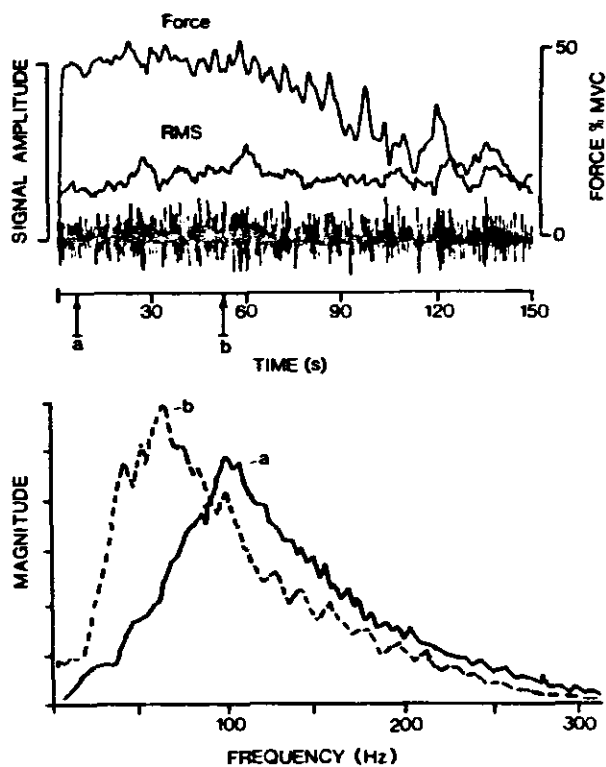 Force
50
RMS
SIGNAL AMPLITUDE
FORCE % MVC
0
30 60 90 120 150
a b
TIME (s)
b
a
MAGNITUDE
100 200 300
FREQUENCY (Hz)